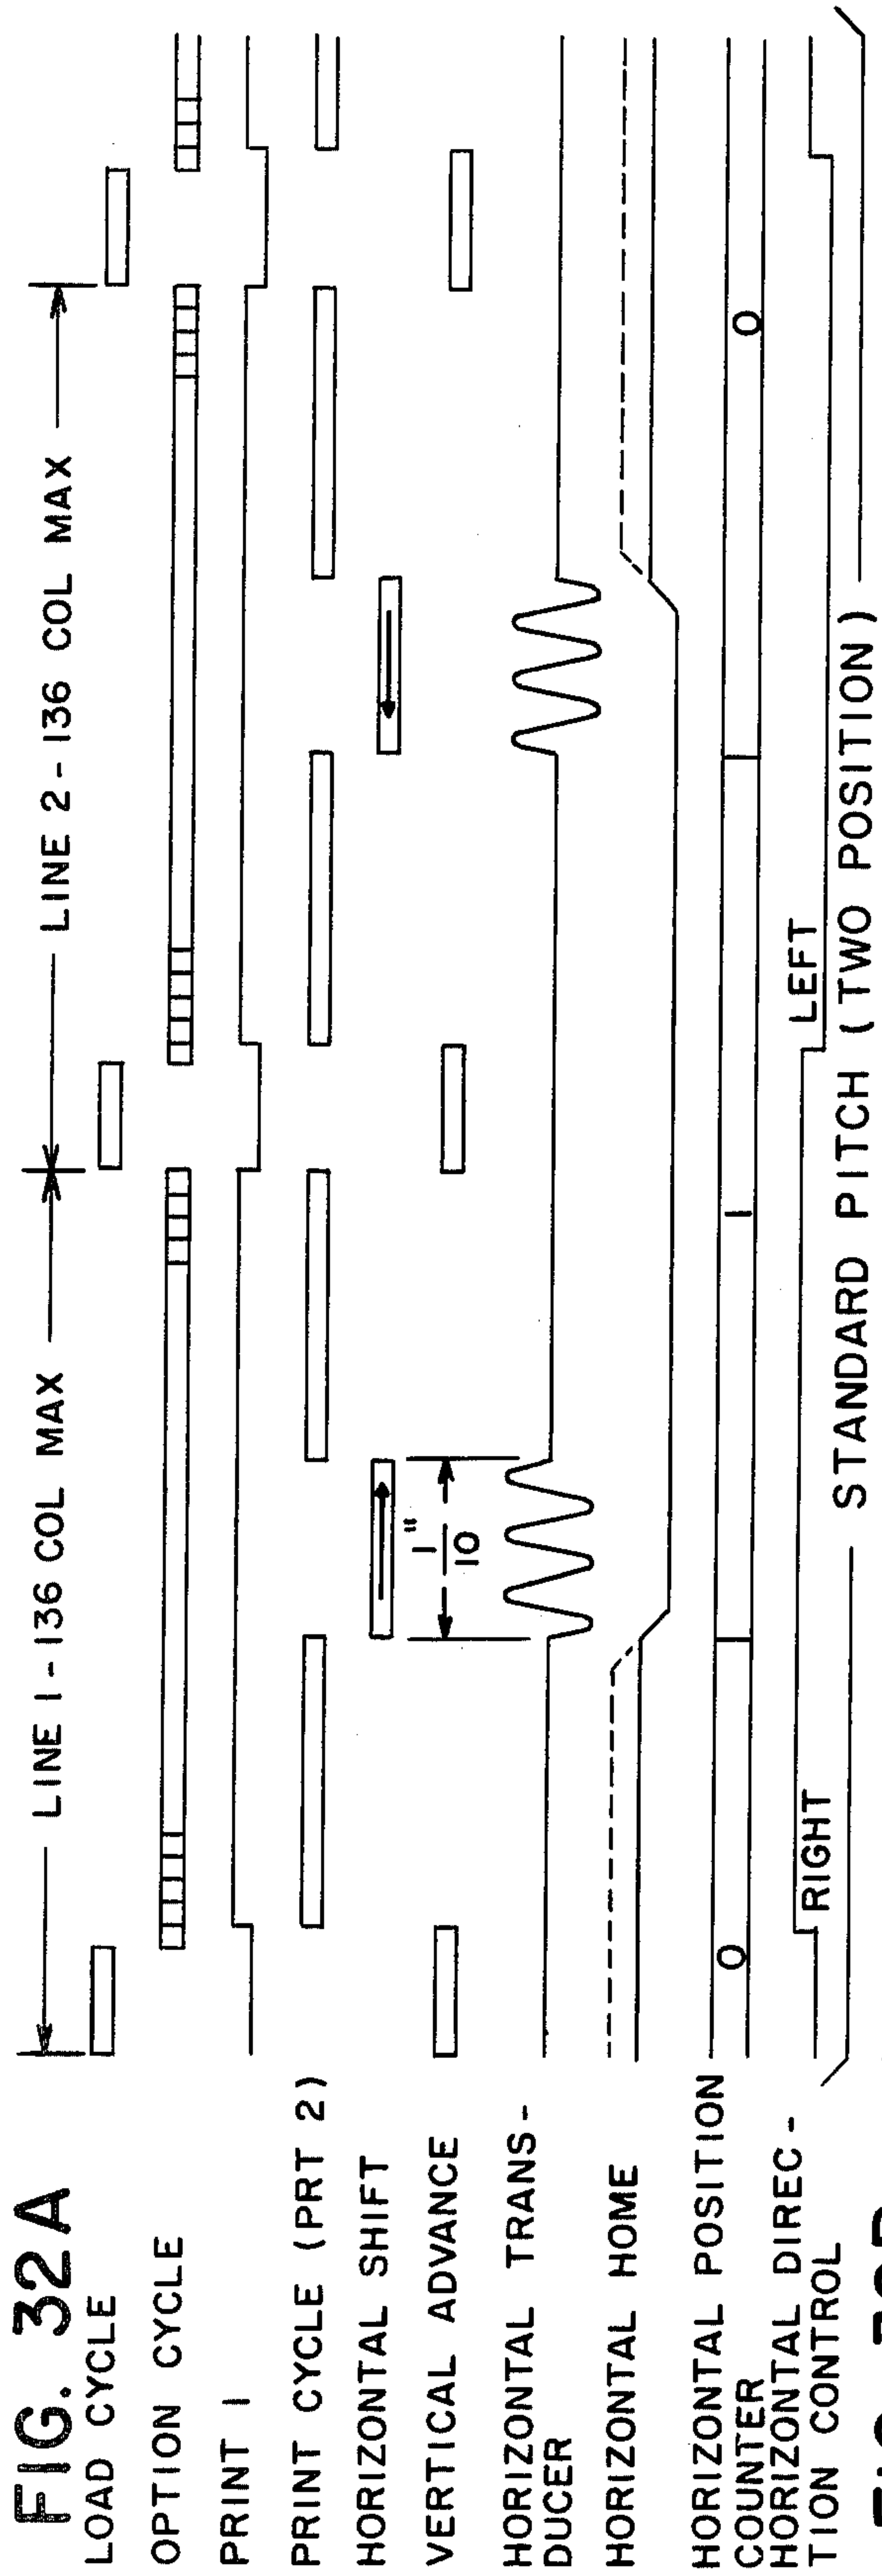 FIG. 32A
LINE 1 - 136 COL MAX
LINE 2 - 136 COL MAX
LOAD CYCLE
OPTION CYCLE
PRINT 1
PRINT CYCLE (PRT 2)
HORIZONTAL SHIFT
VERTICAL ADVANCE
1"
10
HORIZONTAL TRANS-
DUCER
HORIZONTAL HOME
HORIZONTAL POSITION
COUNTER
0
1
0
HORIZONTAL DIREC-
TION CONTROL
RIGHT
LEFT
STANDARD PITCH (TWO POSITION)